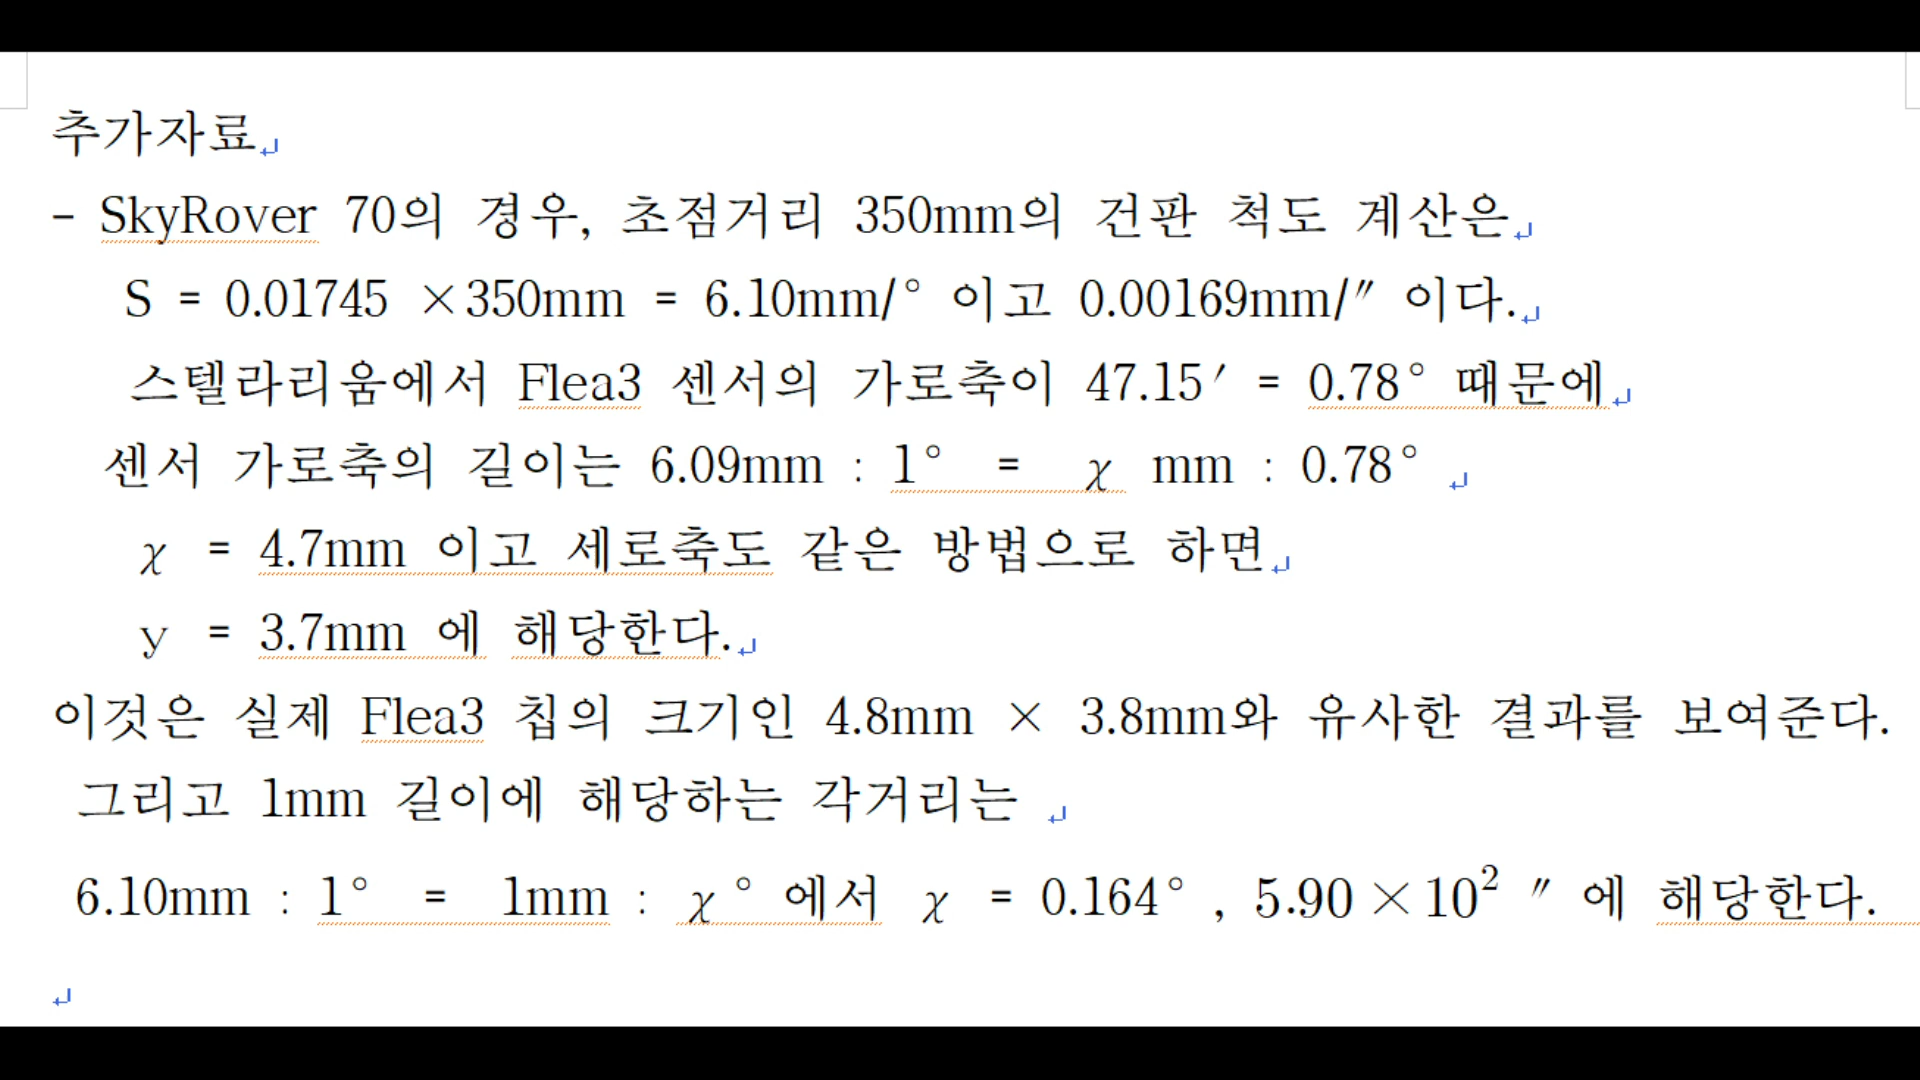 추가자료
- SkyRover 70의 경우, 초점거리 350mm의 건판 척도 계산은
S = 0.01745 ×350mm = 6.10mm/° 이고 0.00169mm/″ 이다.
스텔라리움에서 Flea3 센서의 가로축이 47.15′ = 0.78° 때문에
센서 가로축의 길이는 6.09mm : 1° = χ mm : 0.78°
χ = 4.7mm 이고 세로축도 같은 방법으로 하면
y = 3.7mm 에 해당한다.
이것은 실제 Flea3 칩의 크기인 4.8mm × 3.8mm와 유사한 결과를 보여준다.
그리고 1mm 길이에 해당하는 각거리는
6.10mm : 1° = 1mm : χ° 에서 χ = 0.164° , 5.90×10² ″ 에 해당한다.